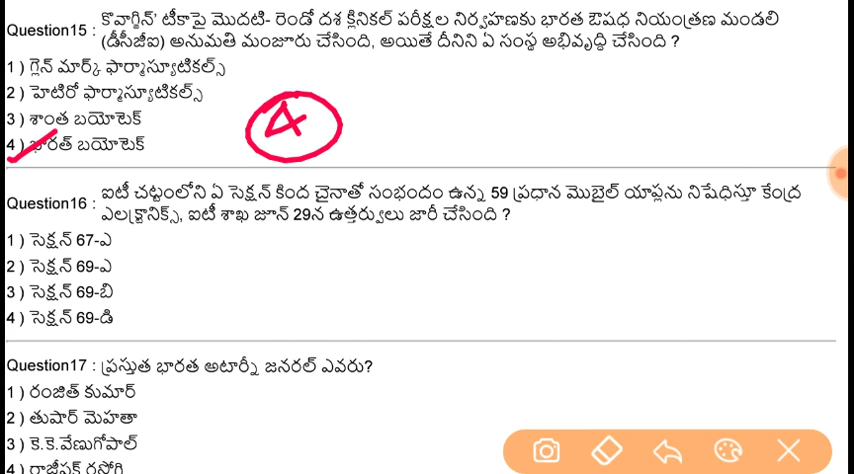 Question15 : కొవాగ్జిన్' టీకాపై మొదటి- రెండో దశ క్లినికల్ పరీక్షల నిర్వహణకు భారత ఔషధ నియంత్రణ మండలి
(డీసీజీఐ) అనుమతి మంజూరు చేసింది, అయితే దీనిని ఏ సంస్థ అభివృద్ధి చేసింది ?
1 ) గ్లెన్ మార్క్ ఫార్మాస్యూటికల్స్
2 ) హెటిరో ఫార్మాస్యూటికల్స్
3 ) శాంత బయోటెక్
4
4 ) భారత్ బయోటెక్
Question16 : ఐటీ చట్టంలోని ఏ సెక్షన్ కింద చైనాతో సంభందం ఉన్న 59 ప్రధాన మొబైల్ యాప్లను నిషేధిస్తూ కేంద్ర
ఎలక్ట్రానిక్స్, ఐటీ శాఖ జూన్ 29న ఉత్తర్వులు జారీ చేసింది ?
1 ) సెక్షన్ 67-ఎ
2 ) సెక్షన్ 69-ఎ
3 ) సెక్షన్ 69-బి
4 ) సెక్షన్ 69-డి
Question17 : ప్రస్తుత భారత అటార్నీ జనరల్ ఎవరు?
1 ) రంజిత్ కుమార్
2 ) తుషార్ మెహతా
3 ) కె.కె.వేణుగోపాల్
4 ) రాజీవ్